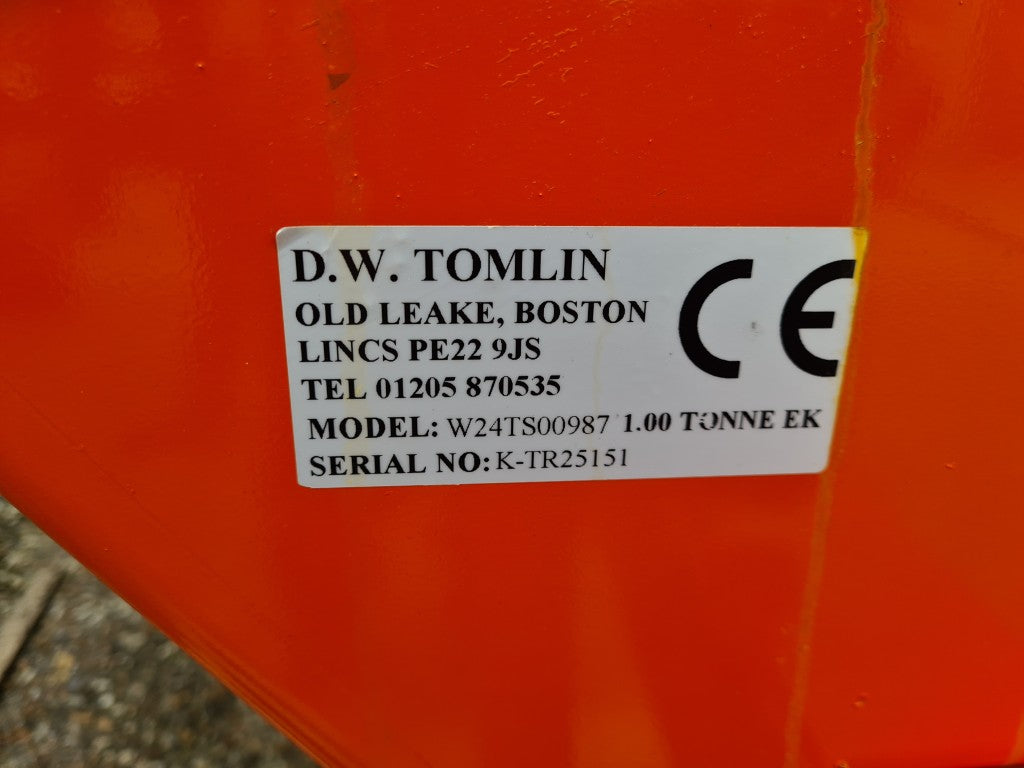 D.W. TOMLIN
OLD LEAKE, BOSTON
LINCS PE22 9JS
TEL 01205 870535
MODEL: W24TS00987 1.00 TONNE EK
SERIAL NO: K-TR25151
CE